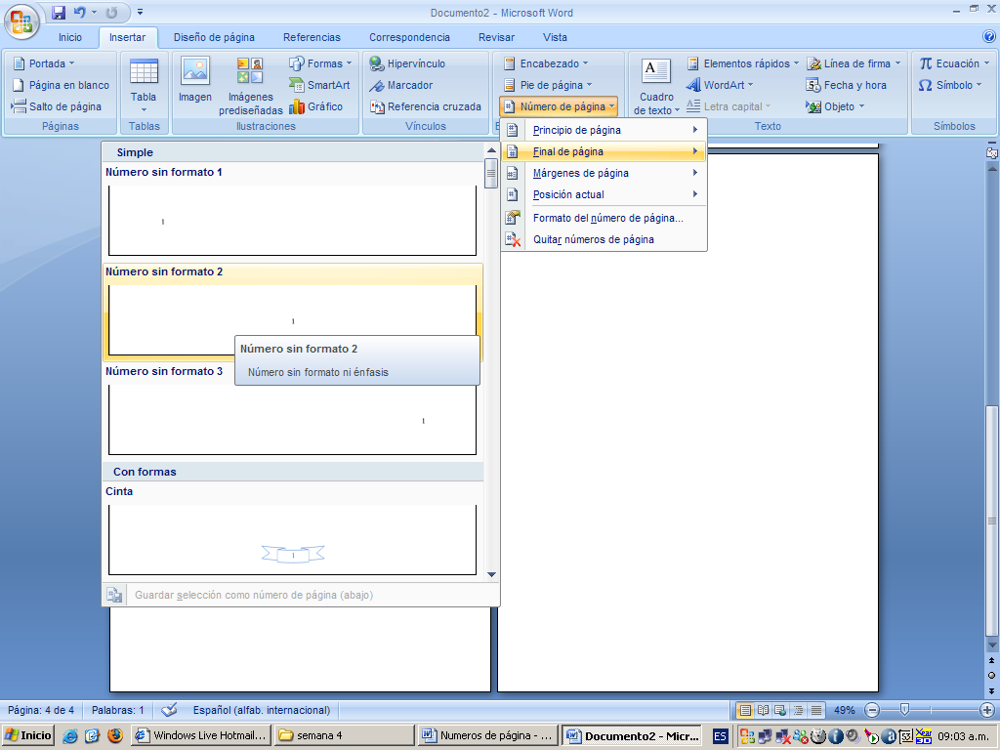 Documento2 - Microsoft Word
Inicio Insertar Diseño de página Referencias Correspondencia Revisar Vista
Portada
Página en blanco
Salto de página
Páginas
Tabla
Tablas
Imagen
Imágenes prediseñadas
Formas
SmartArt
Gráfico
Ilustraciones
Hipervínculo
Marcador
Referencia cruzada
Vínculos
Encabezado
Pie de página
Número de página
Cuadro de texto
Elementos rápidos
WordArt
Letra capital
Línea de firma
Fecha y hora
Objeto
Texto
Ecuación
Símbolo
Símbolos
Principio de página
Final de página
Márgenes de página
Posición actual
Formato del número de página...
Quitar números de página
Simple
Número sin formato 1
1
Número sin formato 2
1
Número sin formato 2
Número sin formato ni énfasis
Número sin formato 3
1
Con formas
Cinta
1
Guardar selección como número de página (abajo)
Página: 4 de 4 Palabras: 1 Español (alfab. internacional) 49%
Inicio Windows Live Hotmail... semana 4 Numeros de página - ... Documento2 - Micr... ES 09:03 a.m.